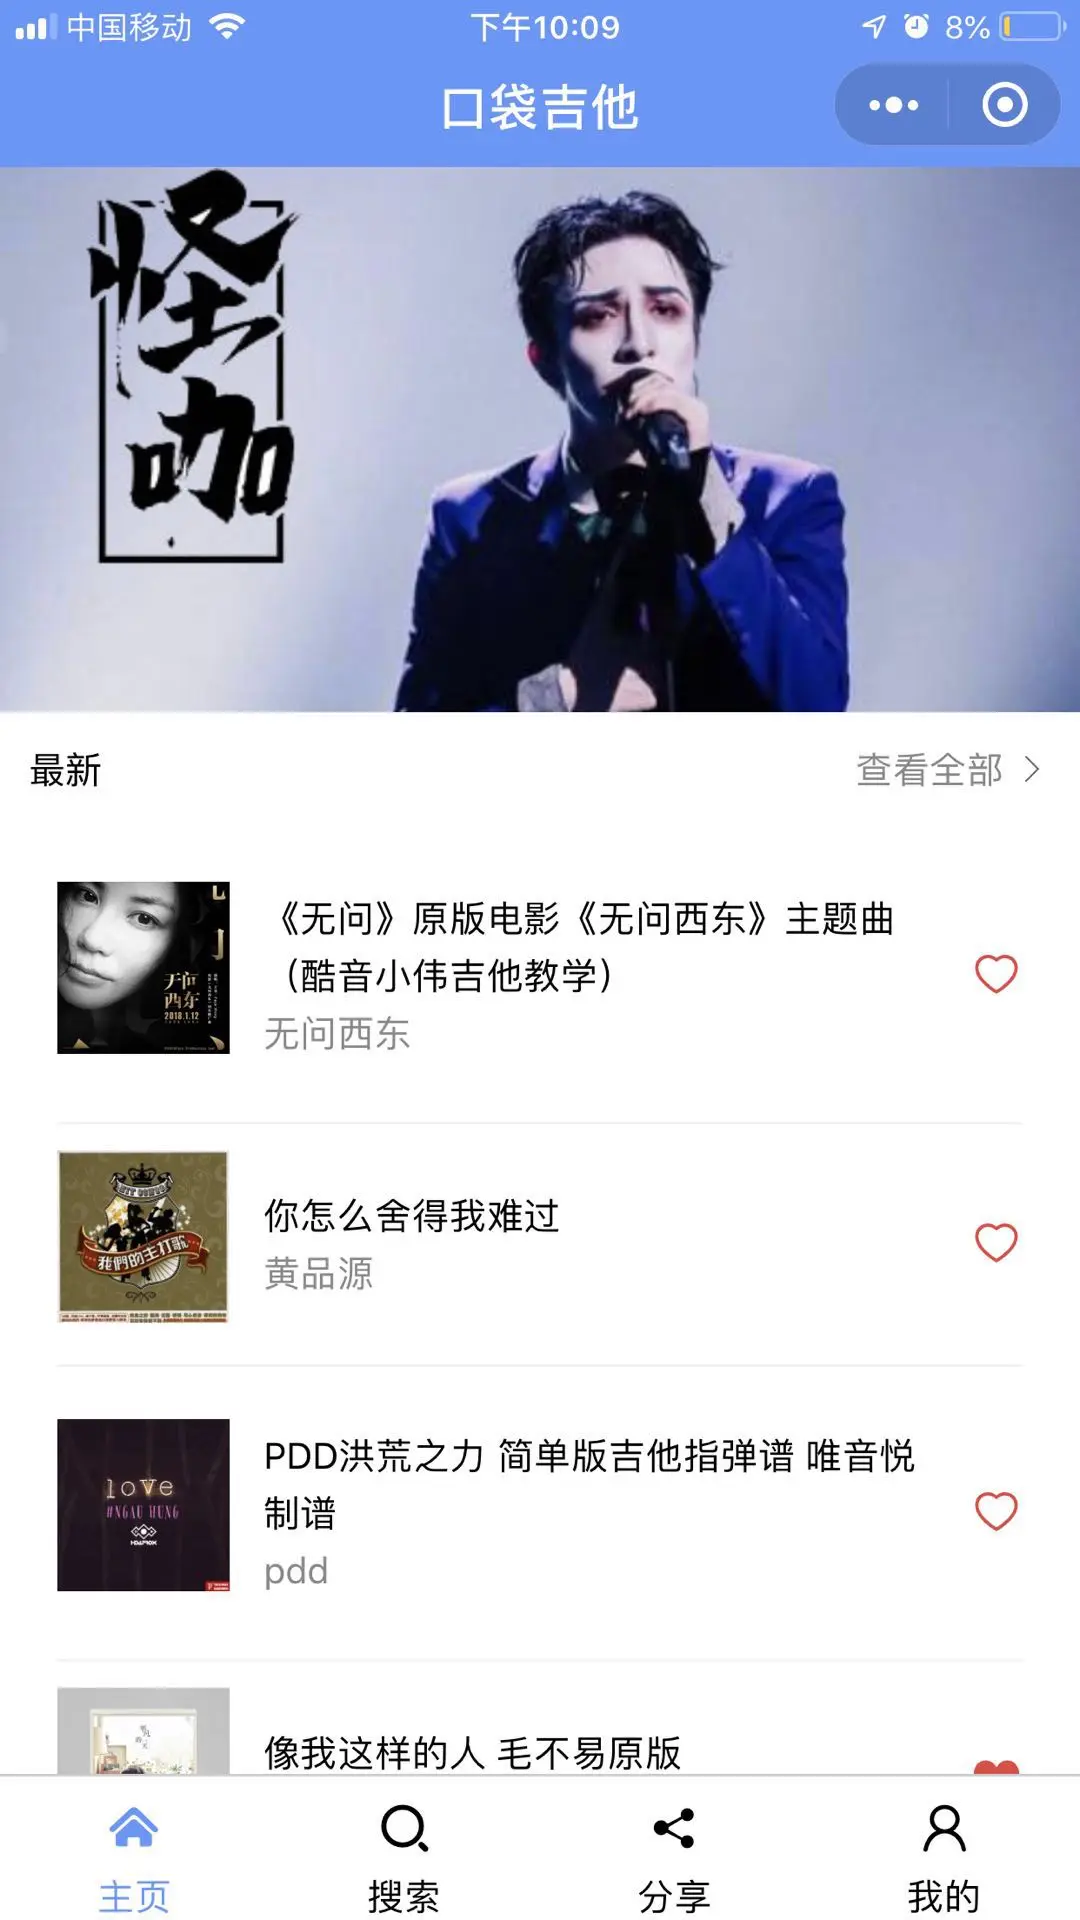 中国移动
下午10:09
8%
口袋吉他
怪咖
最新
查看全部
无问
西东
2018.1.12
《无问》原版电影《无问西东》主题曲
（酷音小伟吉他教学）
无问西东
我們的主打歌
你怎么舍得我难过
黄品源
love
#NGAU HUNG
PDD洪荒之力 简单版吉他指弹谱 唯音悦
制谱
pdd
像我这样的人 毛不易原版
主页
搜索
分享
我的